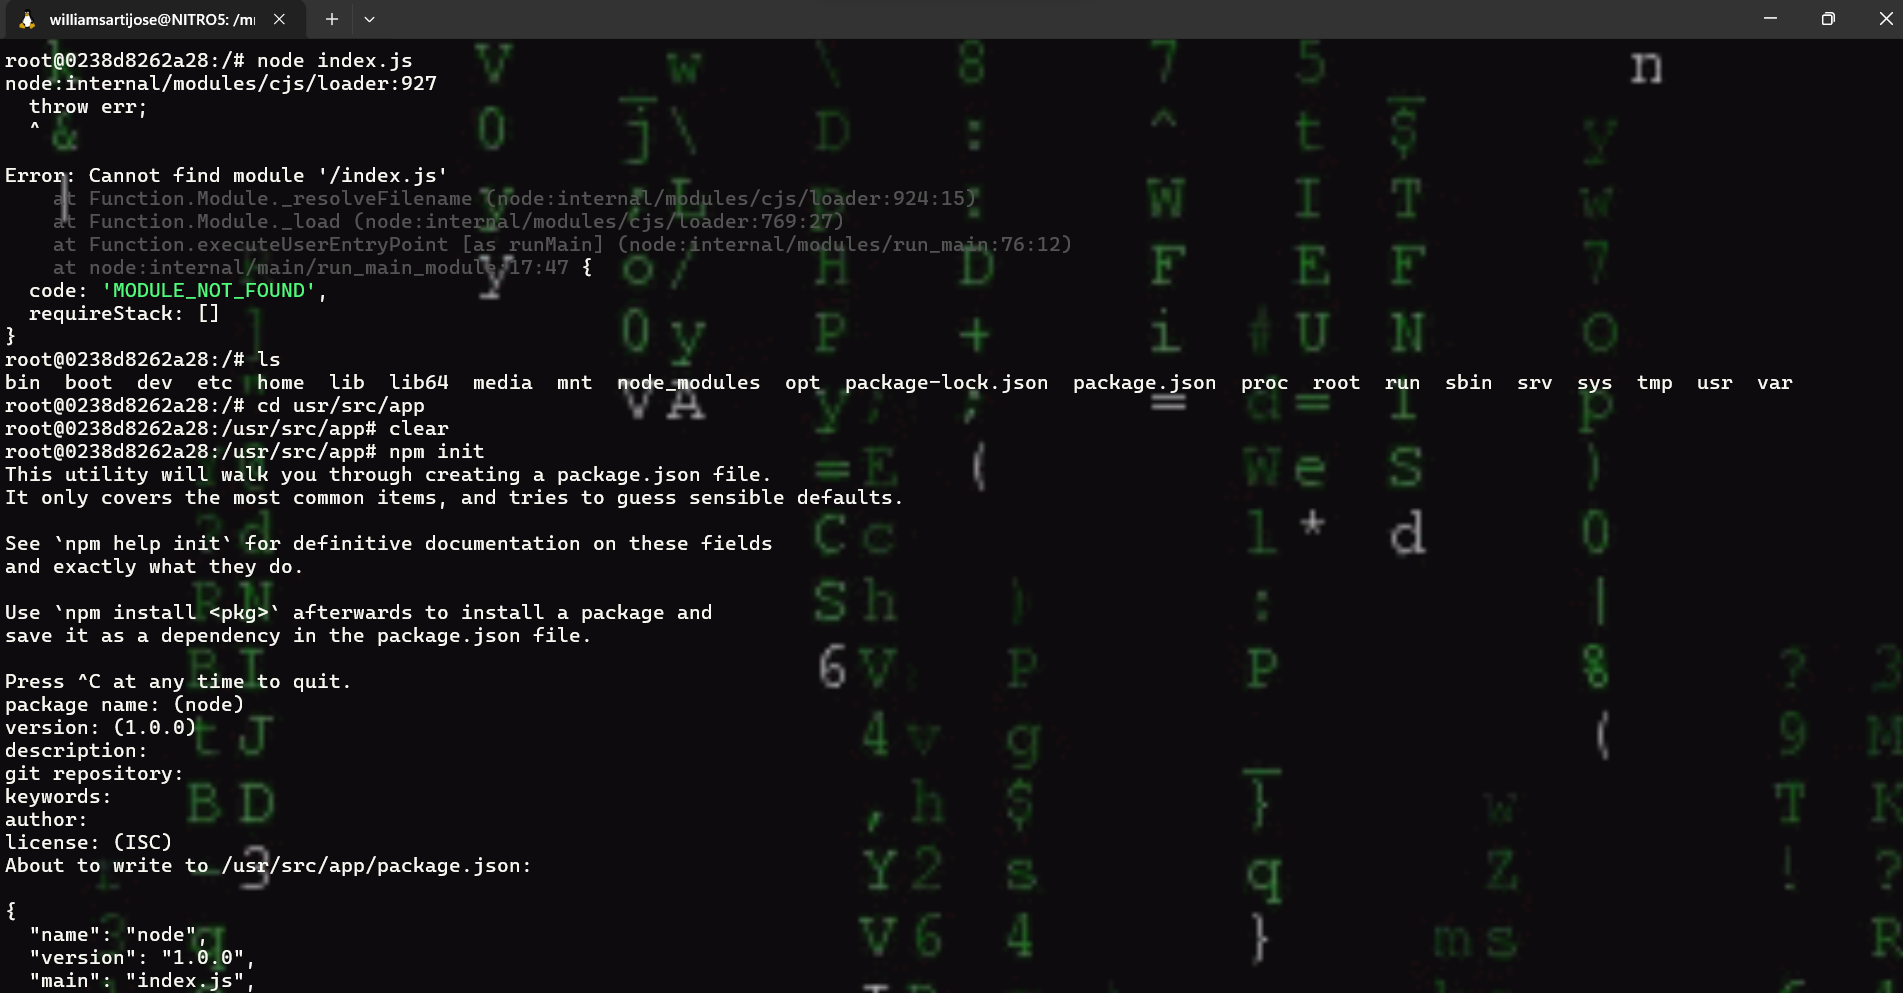 williamsartijose@NITRO5: /m
root@0238d8262a28:/# node index.js
node:internal/modules/cjs/loader:927
  throw err;
  ^

Error: Cannot find module '/index.js'
    at Function.Module._resolveFilename (node:internal/modules/cjs/loader:924:15)
    at Function.Module._load (node:internal/modules/cjs/loader:769:27)
    at Function.executeUserEntryPoint [as runMain] (node:internal/modules/run_main:76:12)
    at node:internal/main/run_main_module:17:47 {
  code: 'MODULE_NOT_FOUND',
  requireStack: []
}
root@0238d8262a28:/# ls
bin  boot  dev  etc  home  lib  lib64  media  mnt  node_modules  opt  package-lock.json  package.json  proc  root  run  sbin  srv  sys  tmp  usr  var
root@0238d8262a28:/# cd usr/src/app
root@0238d8262a28:/usr/src/app# clear
root@0238d8262a28:/usr/src/app# npm init
This utility will walk you through creating a package.json file.
It only covers the most common items, and tries to guess sensible defaults.

See `npm help init` for definitive documentation on these fields
and exactly what they do.

Use `npm install <pkg>` afterwards to install a package and
save it as a dependency in the package.json file.

Press ^C at any time to quit.
package name: (node)
version: (1.0.0)
description:
git repository:
keywords:
author:
license: (ISC)
About to write to /usr/src/app/package.json:

{
  "name": "node",
  "version": "1.0.0",
  "main": "index.js",